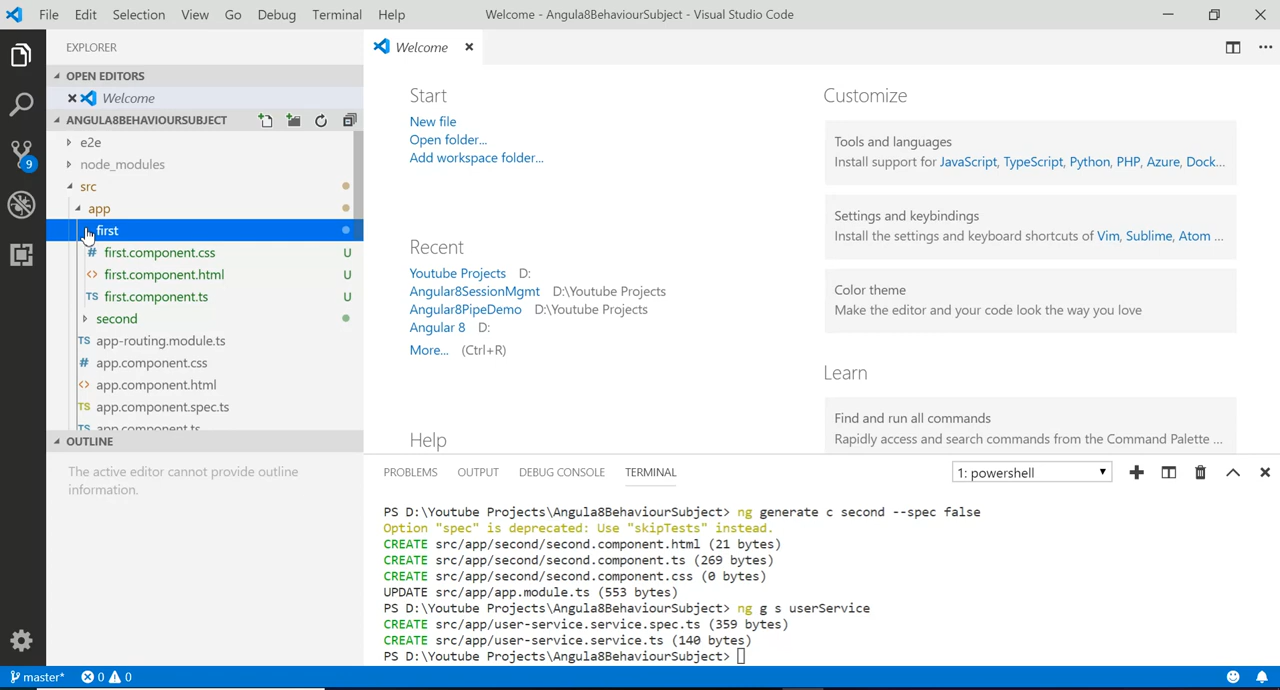 File Edit Selection View Go Debug Terminal Help Welcome - Angula8BehaviourSubject - Visual Studio Code
EXPLORER
Welcome
OPEN EDITORS
Welcome
ANGULA8BEHAVIOURSUBJECT
e2e
node_modules
src
app
first
first.component.css U
first.component.html U
TS first.component.ts U
second
TS app-routing.module.ts
# app.component.css
<> app.component.html
TS app.component.spec.ts
TS app.component.ts
OUTLINE
The active editor cannot provide outline
information.
9
Start
New file
Open folder...
Add workspace folder...
Recent
Youtube Projects D:
Angular8SessionMgmt D:\Youtube Projects
Angular8PipeDemo D:\Youtube Projects
Angular 8 D:
More... (Ctrl+R)
Help
Customize
Tools and languages
Install support for JavaScript, TypeScript, Python, PHP, Azure, Dock...
Settings and keybindings
Install the settings and keyboard shortcuts of Vim, Sublime, Atom ...
Color theme
Make the editor and your code look the way you love
Learn
Find and run all commands
Rapidly access and search commands from the Command Palette ...
PROBLEMS OUTPUT DEBUG CONSOLE TERMINAL 1: powershell
PS D:\Youtube Projects\Angula8BehaviourSubject> ng generate c second --spec false
Option "spec" is deprecated: Use "skipTests" instead.
CREATE src/app/second/second.component.html (21 bytes)
CREATE src/app/second/second.component.ts (269 bytes)
CREATE src/app/second/second.component.css (0 bytes)
UPDATE src/app/app.module.ts (553 bytes)
PS D:\Youtube Projects\Angula8BehaviourSubject> ng g s userService
CREATE src/app/user-service.service.spec.ts (359 bytes)
CREATE src/app/user-service.service.ts (140 bytes)
PS D:\Youtube Projects\Angula8BehaviourSubject>
master* 0 0